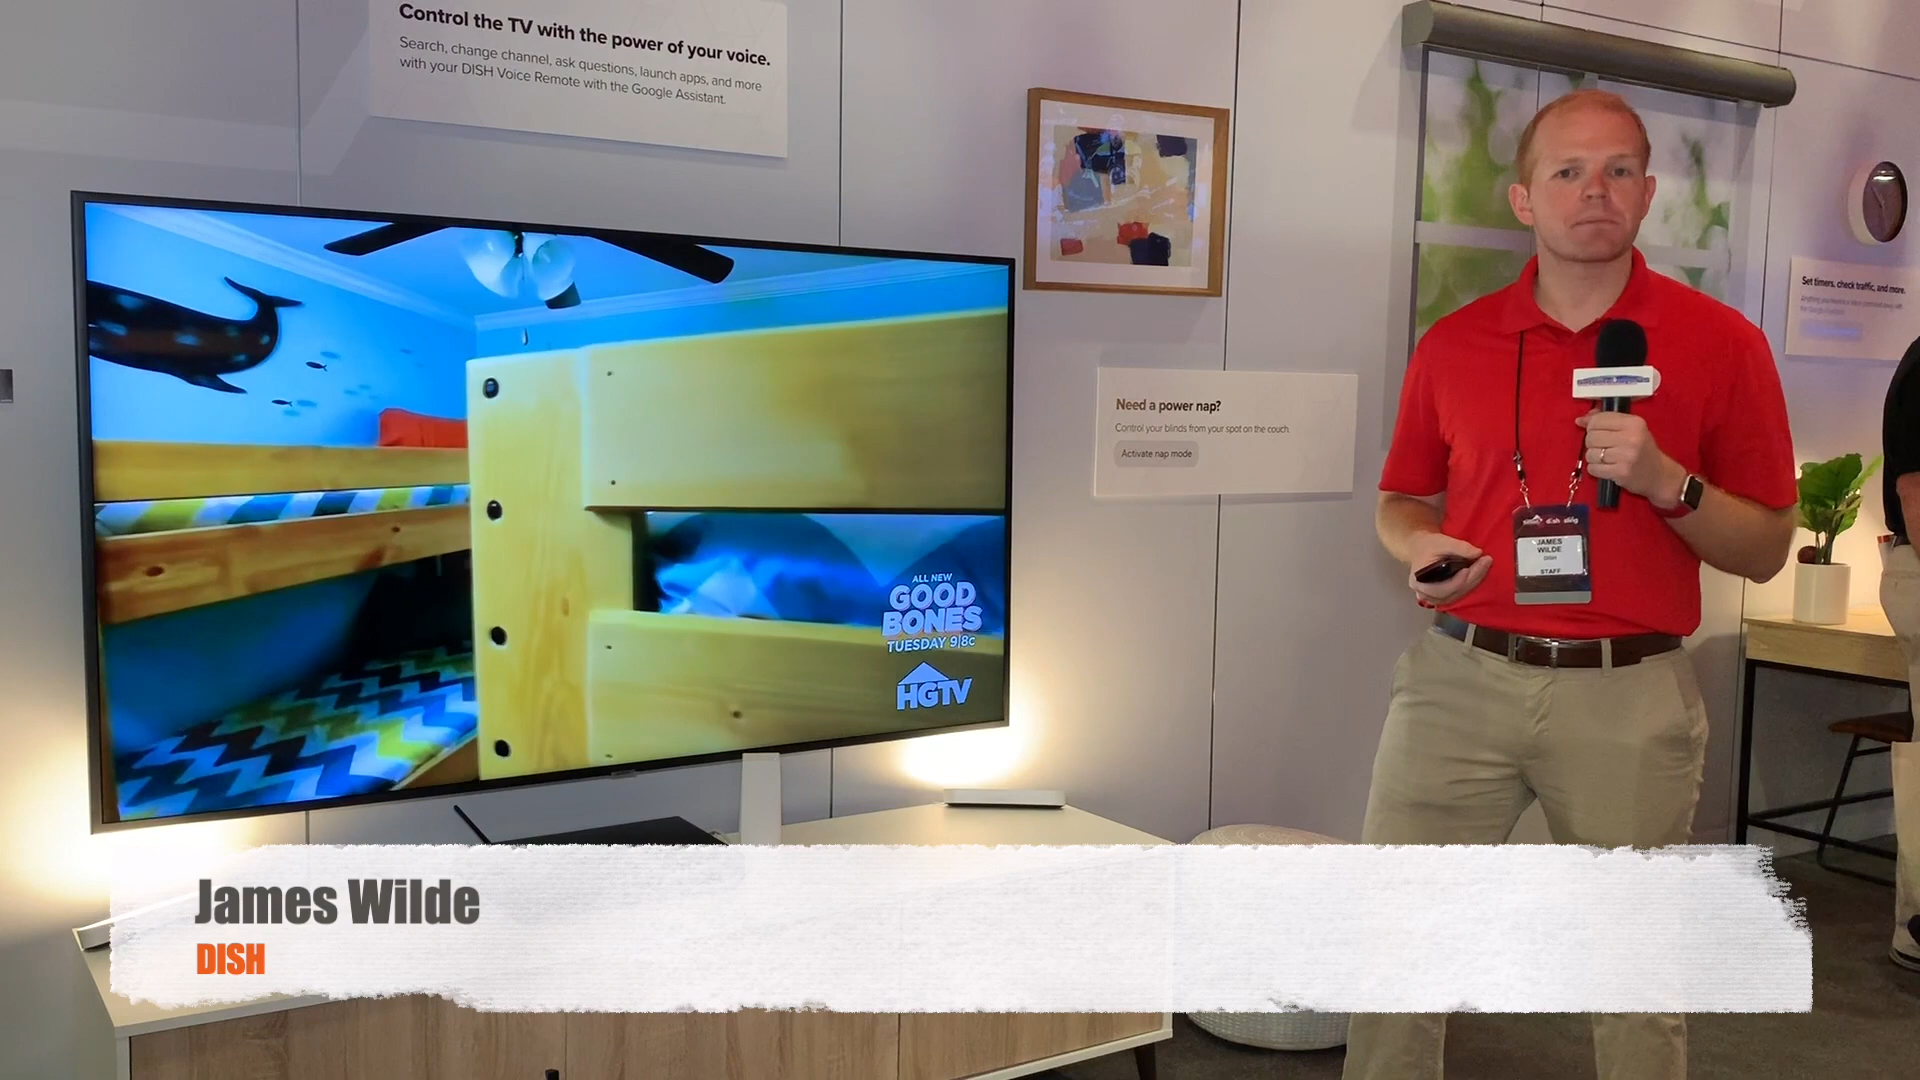 Control the TV with the power of your voice.
Search, change channel, ask questions, launch apps, and more
with your DISH Voice Remote with the Google Assistant.
Need a power nap?
Control your blinds from your spot on the couch.
Activate nap mode
Set timers, check traffic, and more.
ALL NEW
GOOD
BONES
TUESDAY 9|8c
HGTV
dish sling
JAMES
WILDE
DISH
STAFF
James Wilde
DISH